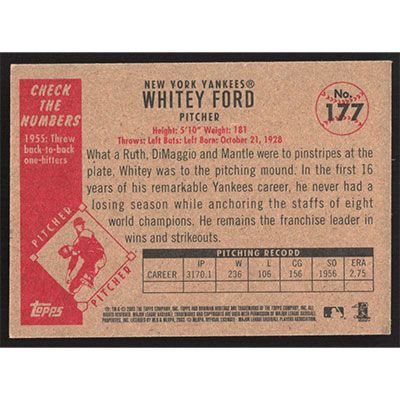 CHECK
THE
NUMBERS
1955: Threw
back-to-back
one-hitters
PITCHER
PITCHER
Topps
NEW YORK YANKEES®
WHITEY FORD
PITCHER
No.
177
Height: 5'10" Weight: 181
Throws: Left Bats: Left Born: October 21, 1928
What a Ruth, DiMaggio and Mantle were to pinstripes at the
plate, Whitey was to the pitching mound. In the first 16
years of his remarkable Yankees career, he never had a
losing season while anchoring the staffs of eight
world champions. He remains the franchise leader in
wins and strikeouts.
PITCHING RECORD
IP W L CG SO ERA
CAREER 3170.1 236 106 156 1956 2.75